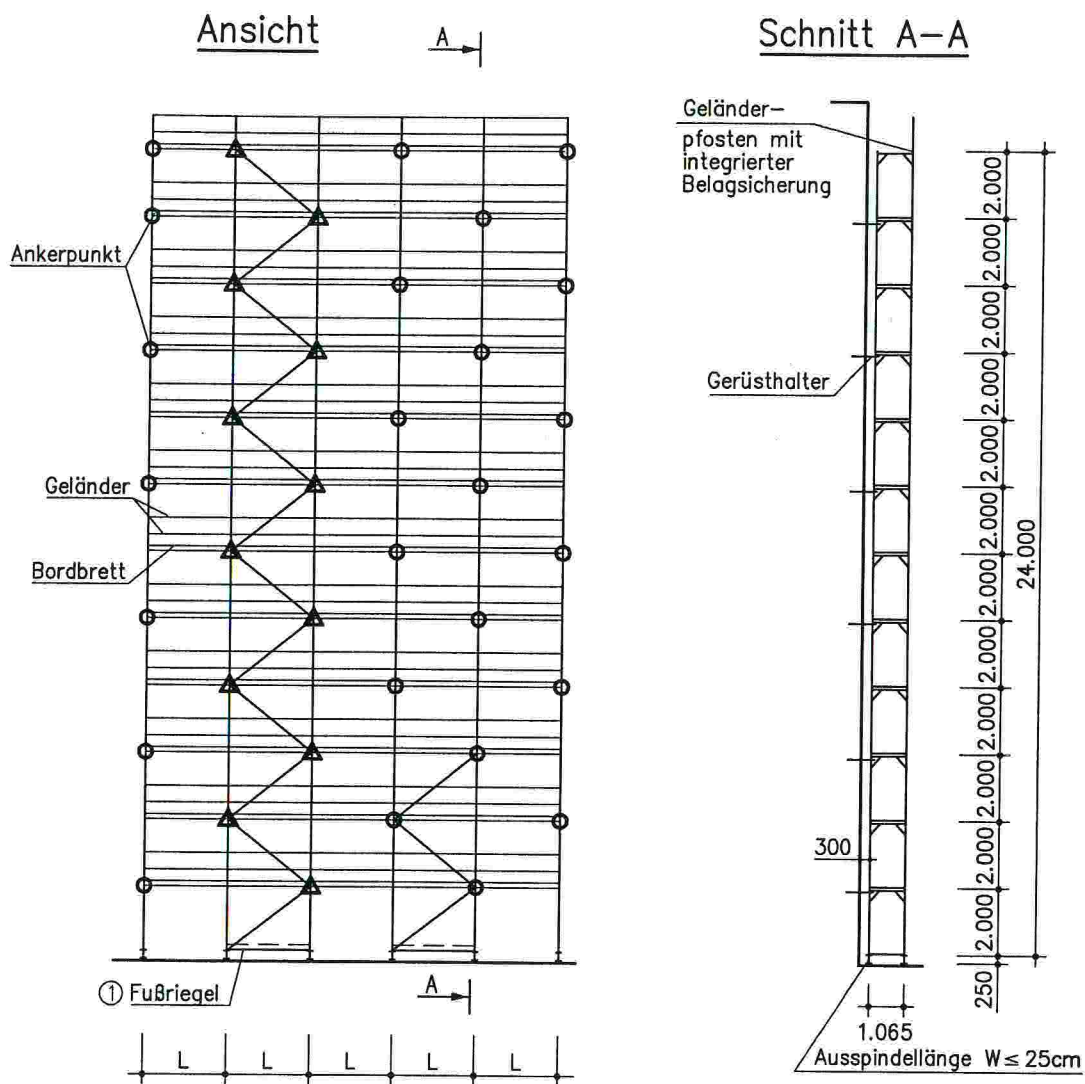 Ansicht
A
Ankerpunkt
Geländer
Bordbrett
① Fußriegel
A
L L L L L
Schnitt A–A
Geländer–
pfosten mit
integrierter
Belagsicherung
Gerüsthalter
300
2.000
2.000
2.000
2.000
2.000
2.000
2.000
2.000
2.000
2.000
2.000
2.000
250
24.000
1.065
Ausspindellänge W ≤ 25cm